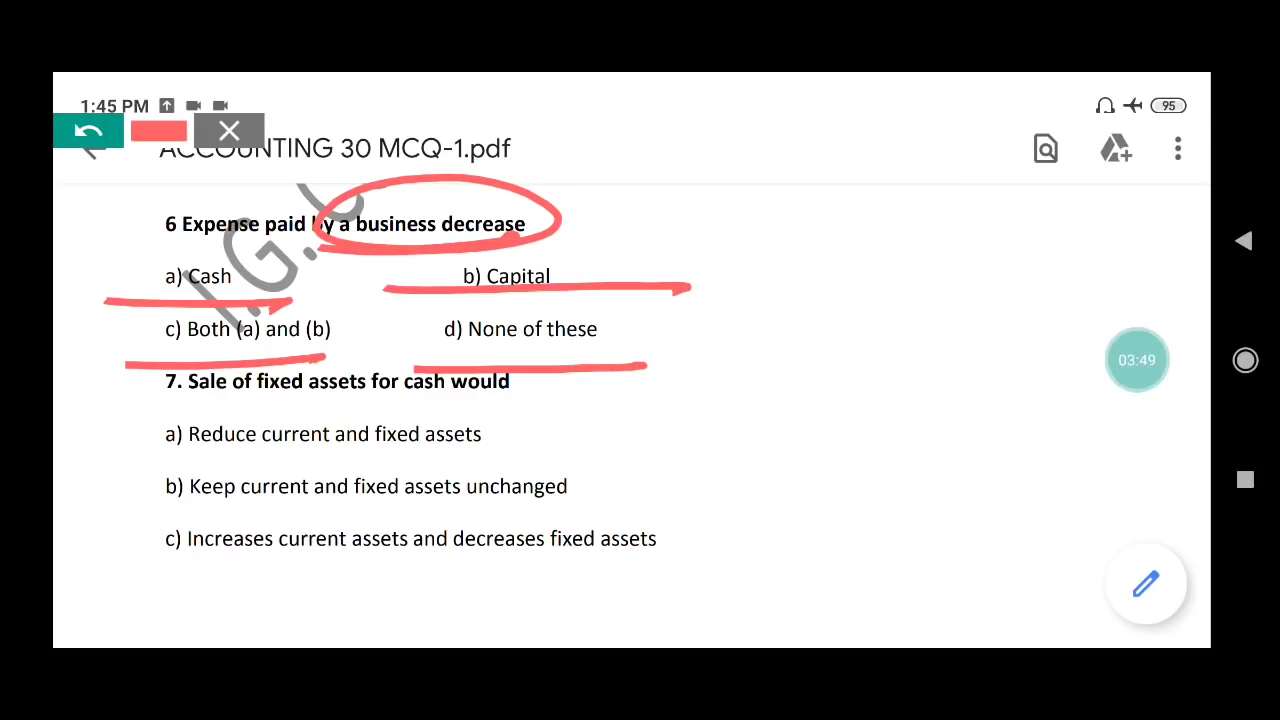 1:45 PM
95
ACCOUNTING 30 MCQ-1.pdf
I.G.C
6 Expense paid by a business decrease
a) Cash b) Capital
c) Both (a) and (b) d) None of these
03:49
7. Sale of fixed assets for cash would
a) Reduce current and fixed assets
b) Keep current and fixed assets unchanged
c) Increases current assets and decreases fixed assets